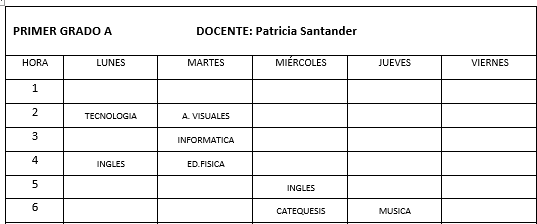 PRIMER GRADO A DOCENTE: Patricia Santander
HORA LUNES MARTES MIÉRCOLES JUEVES VIERNES
1
2 TECNOLOGIA A. VISUALES
3 INFORMATICA
4 INGLES ED.FISICA
5 INGLES
6 CATEQUESIS MUSICA